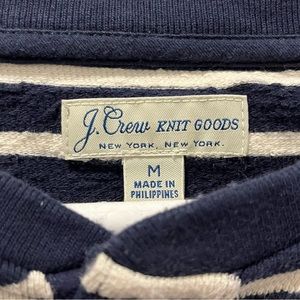 J.Crew KNIT GOODS
NEW YORK, NEW YORK.
M
MADE IN
PHILIPPINES